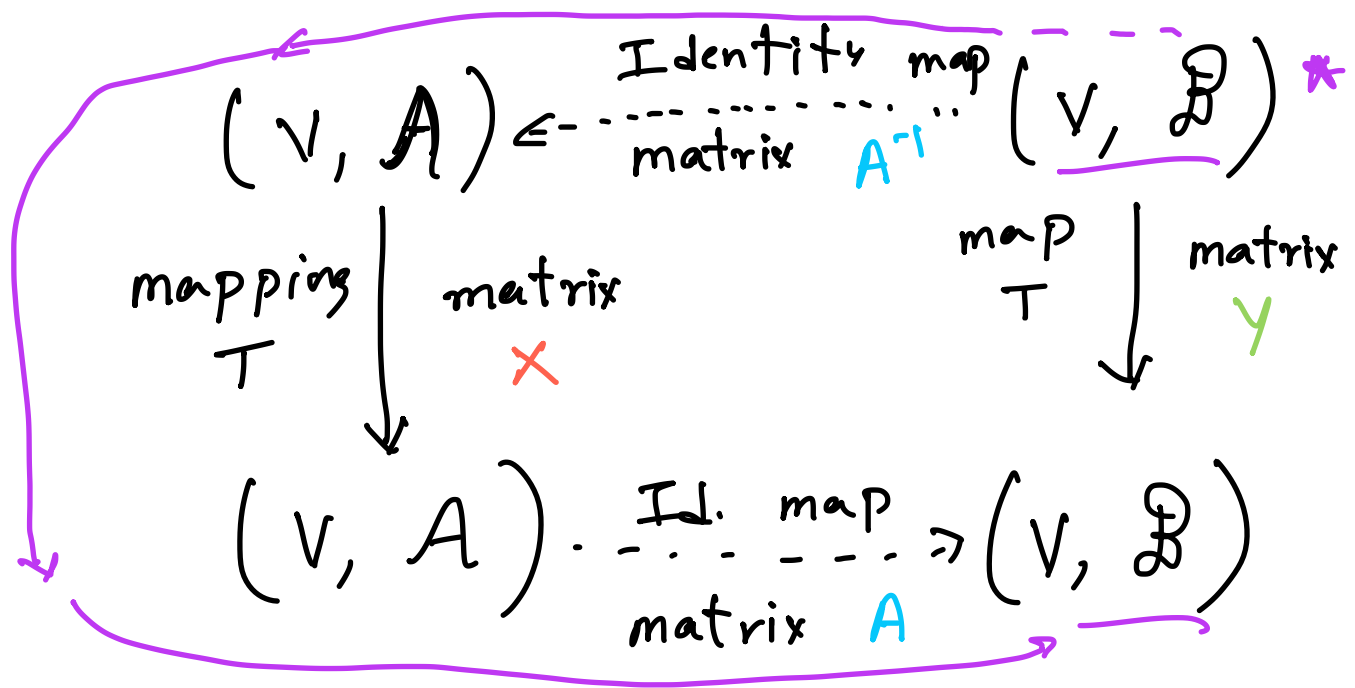 Identity map
(V, A) (V, B) *
matrix A⁻¹
mapping T matrix X
map T matrix Y
(V, A) Id. map (V, B)
matrix A